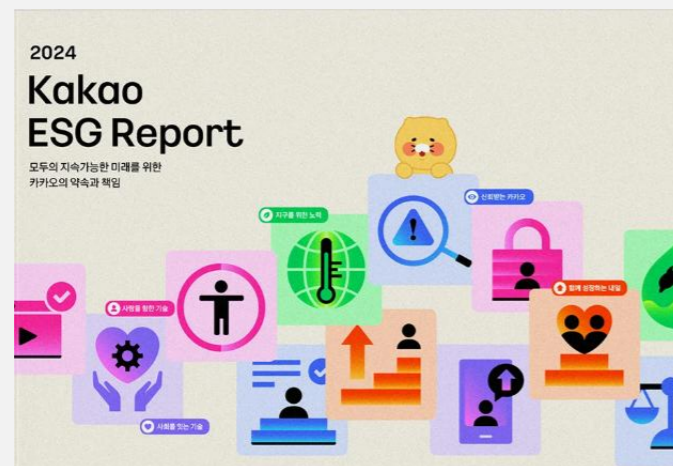 2024
Kakao
ESG Report
모두의 지속가능한 미래를 위한
카카오의 약속과 책임
신뢰받는 카카오
지구를 위한 노력
함께 성장하는 내일
사람을 향한 기술
사회를 잇는 기술